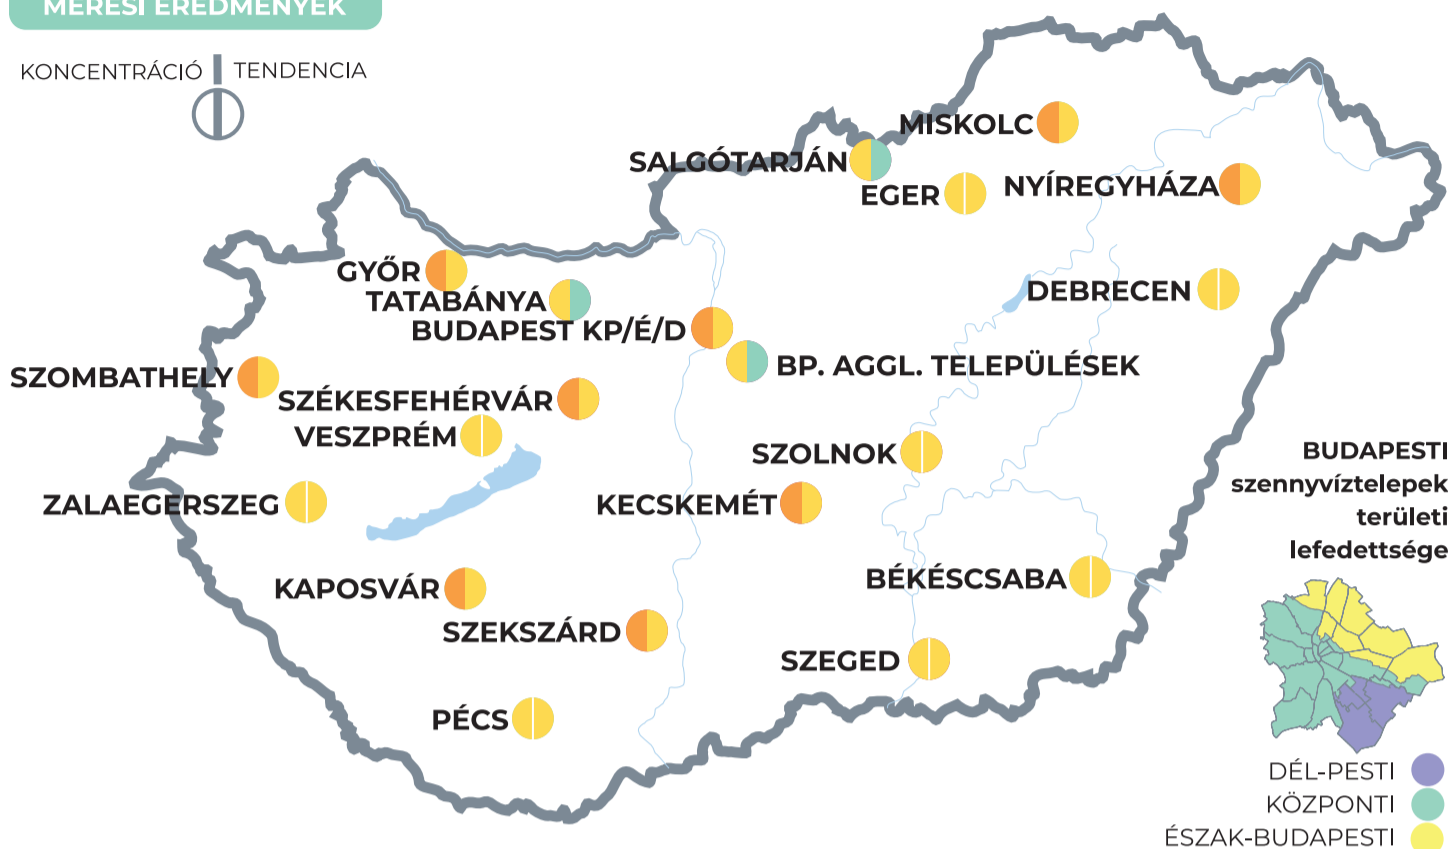 MÉRÉSI EREDMÉNYEK
KONCENTRÁCIÓ TENDENCIA
MISKOLC
SALGÓTARJÁN
EGER
NYÍREGYHÁZA
GYŐR
TATABÁNYA
DEBRECEN
BUDAPEST KP/É/D
BP. AGGL. TELEPÜLÉSEK
SZOMBATHELY
SZÉKESFEHÉRVÁR
VESZPRÉM
SZOLNOK
ZALAEGERSZEG
KECSKEMÉT
KAPOSVÁR
BÉKÉSCSABA
SZEKSZÁRD
SZEGED
PÉCS
BUDAPESTI
szennyvíztelepek
területi
lefedettsége
DÉL-PESTI
KÖZPONTI
ÉSZAK-BUDAPESTI